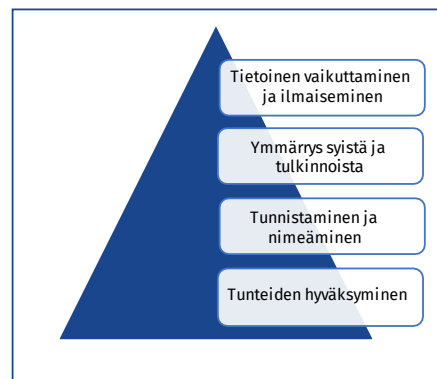 Tietoinen vaikuttaminen
ja ilmaiseminen
Ymmärrys syistä ja
tulkinnoista
Tunnistaminen ja
nimeäminen
Tunteiden hyväksyminen